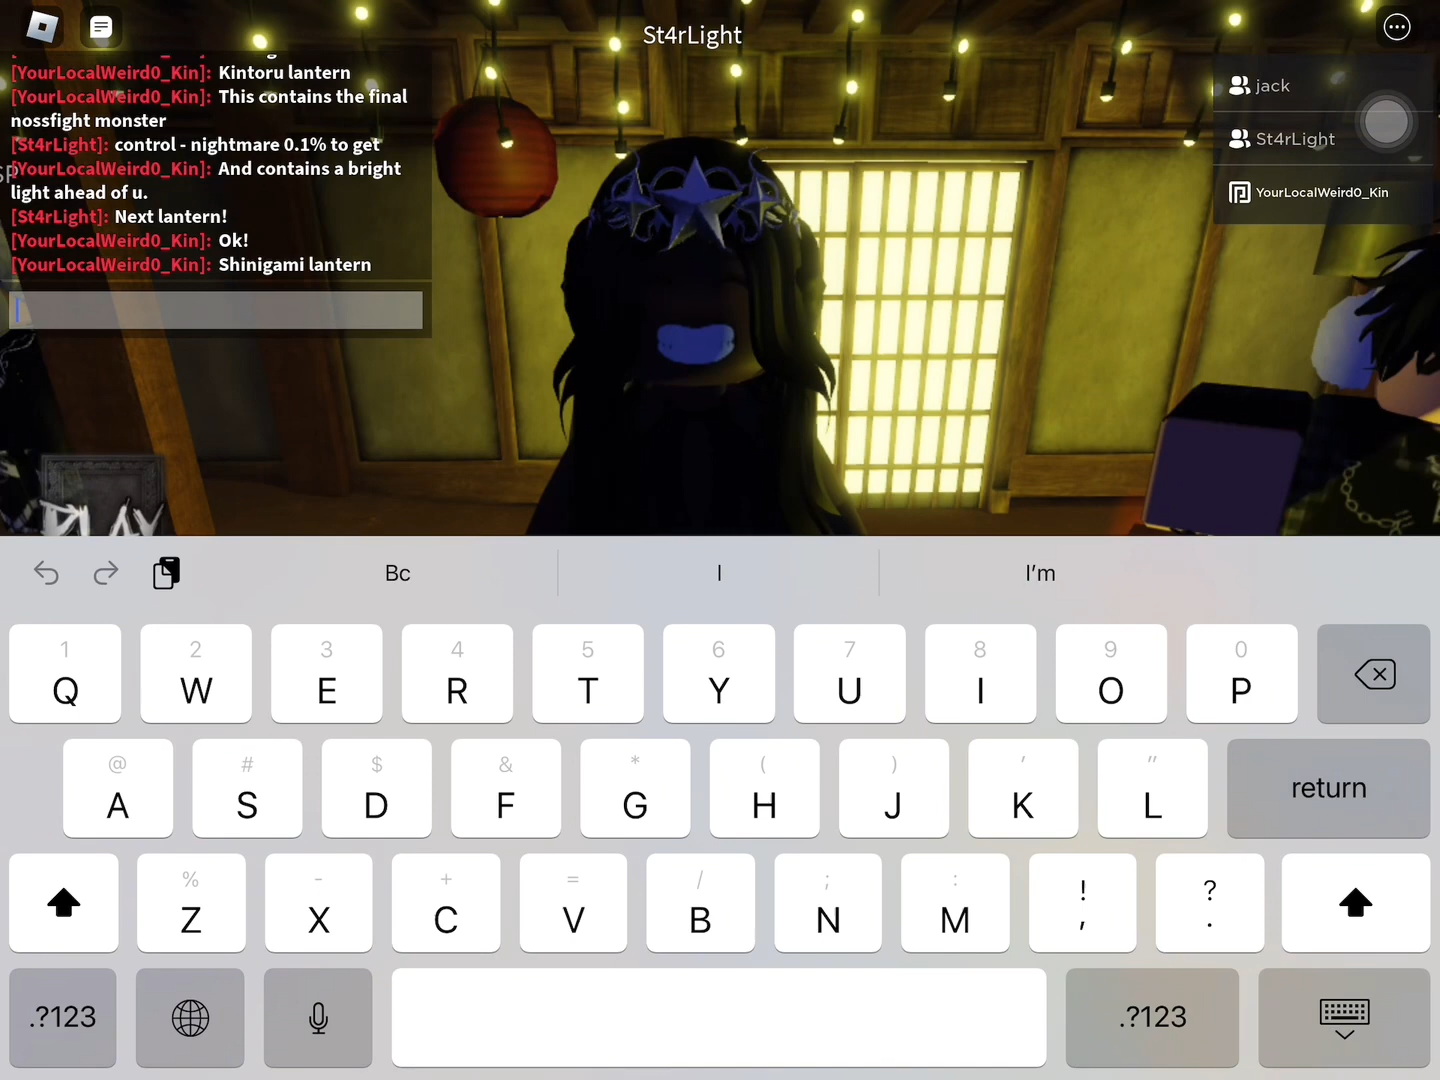 St4rLight
[YourLocalWeird0_Kin]: Kintoru lantern
[YourLocalWeird0_Kin]: This contains the final
nossfight monster
[St4rLight]: control - nightmare 0.1% to get
[YourLocalWeird0_Kin]: And contains a bright
light ahead of u.
[St4rLight]: Next lantern!
[YourLocalWeird0_Kin]: Ok!
[YourLocalWeird0_Kin]: Shinigami lantern
jack
St4rLight
YourLocalWeird0_Kin
PLAY
Bc I I’m
1 2 3 4 5 6 7 8 9 0
Q W E R T Y U I O P
@ # $ & * ( ) ' "
A S D F G H J K L return
% - + = / ; : ! ?
Z X C V B N M , .
.?123 .?123